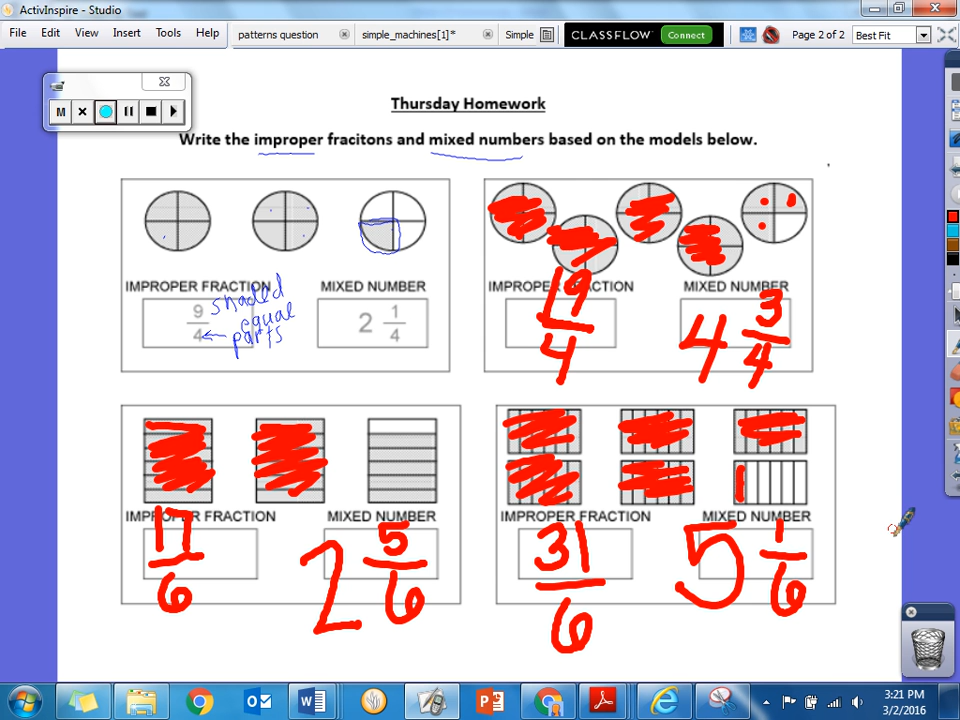 ActivInspire - Studio
File Edit View Insert Tools Help
patterns question
simple_machines[1]*
Simple
CLASSFLOW Connect
Page 2 of 2
Best Fit
M
Thursday Homework
Write the improper fracitons and mixed numbers based on the models below.
IMPROPER FRACTION MIXED NUMBER
9/4 2 1/4
shaded
equal
parts
IMPROPER FRACTION MIXED NUMBER
19/4 4 3/4
IMPROPER FRACTION MIXED NUMBER
17/6 2 5/6
IMPROPER FRACTION MIXED NUMBER
31/6 5 1/6
3:21 PM
3/2/2016